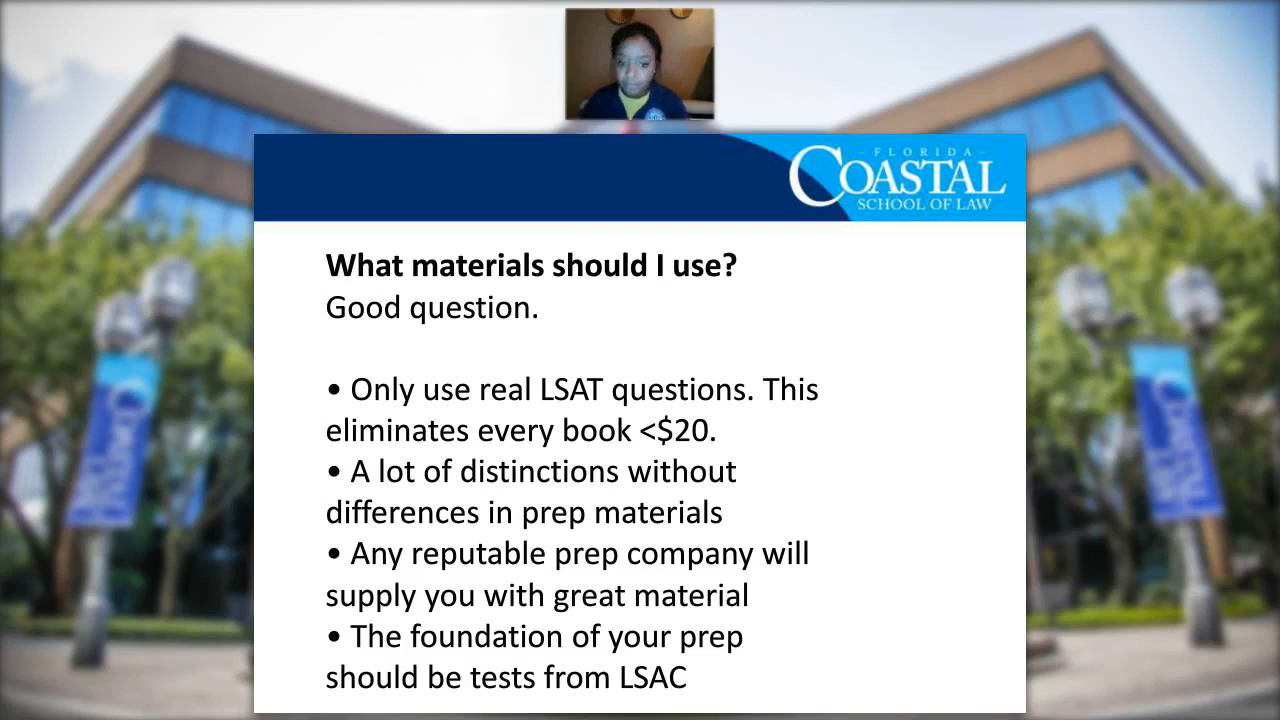 FLORIDA
COASTAL
SCHOOL OF LAW
What materials should I use?
Good question.
• Only use real LSAT questions. This
eliminates every book <$20.
• A lot of distinctions without
differences in prep materials
• Any reputable prep company will
supply you with great material
• The foundation of your prep
should be tests from LSAC